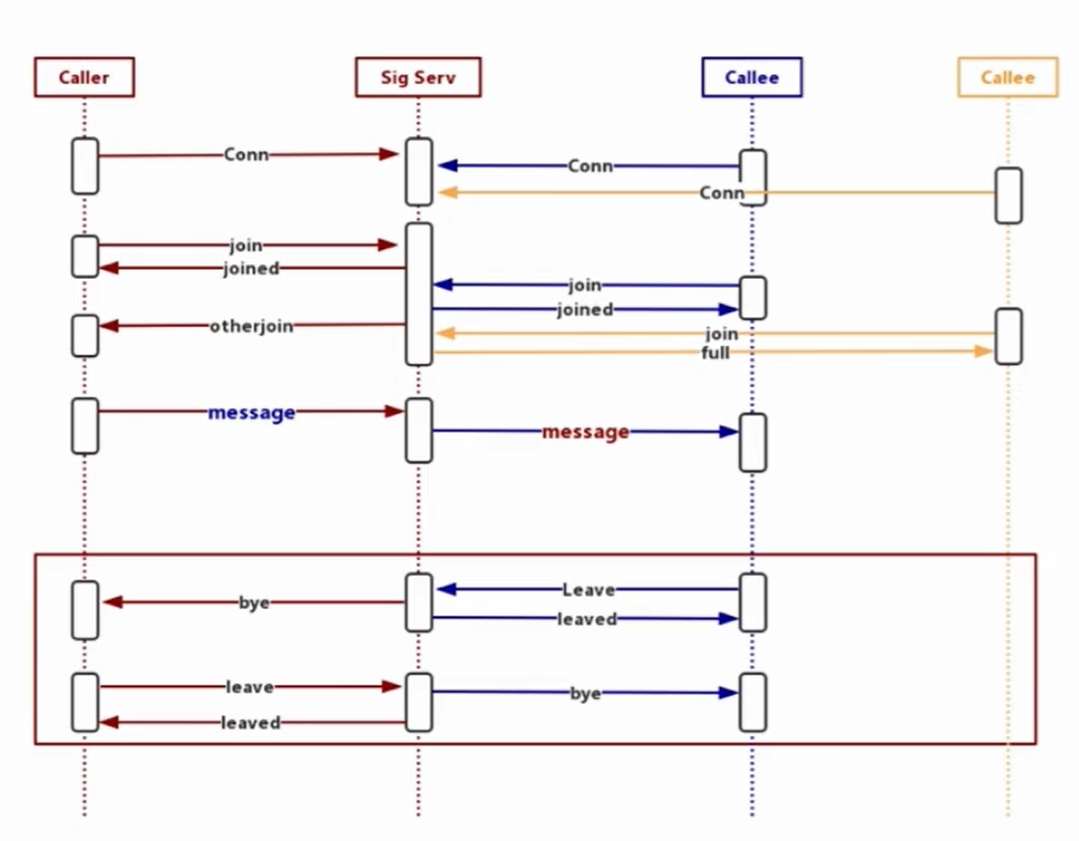 Caller
Sig Serv
Callee
Callee
Conn
Conn
Conn
join
joined
join
joined
otherjoin
join
full
message
message
Leave
bye
leaved
leave
bye
leaved